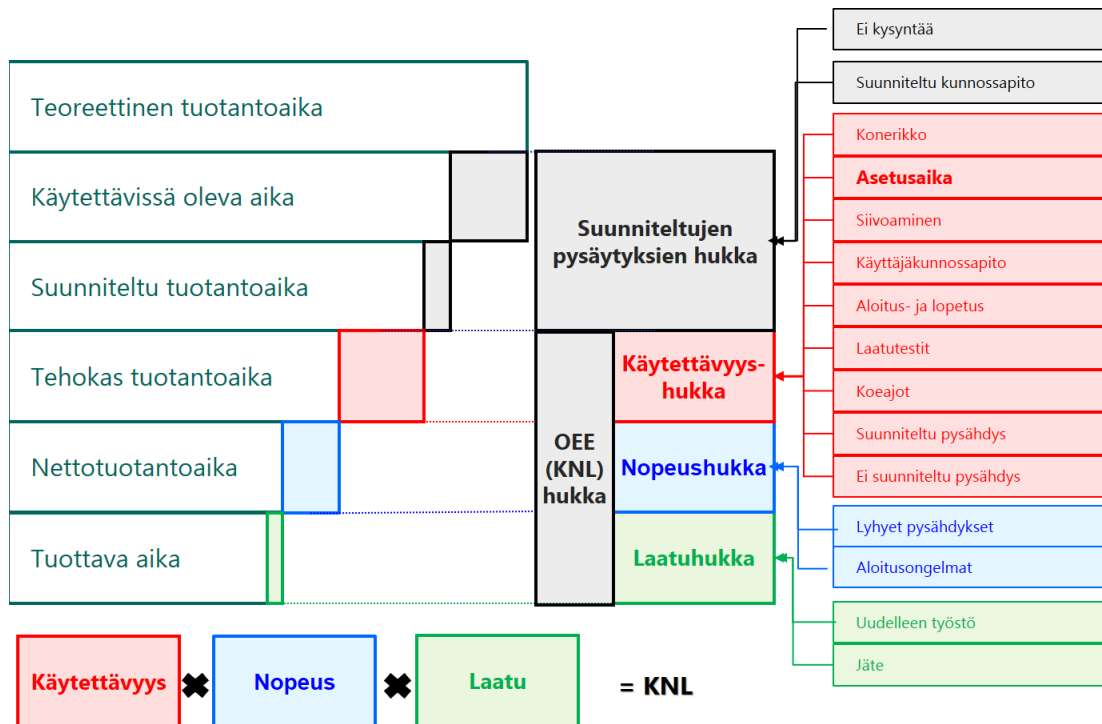 Teoreettinen tuotantoaika
Käytettävissä oleva aika
Suunniteltu tuotantoaika
Tehokas tuotantoaika
Nettotuotantoaika
Tuottava aika
Suunniteltujen
pysäytyksien hukka
OEE
(KNL)
hukka
Käytettävyys-
hukka
Nopeushukka
Laatuhukka
Ei kysyntää
Suunniteltu kunnossapito
Konerikko
Asetusaika
Siivoaminen
Käyttäjäkunnossapito
Aloitus- ja lopetus
Laatutestit
Koeajot
Suunniteltu pysähdys
Ei suunniteltu pysähdys
Lyhyet pysähdykset
Aloitusongelmat
Uudelleen työstö
Jäte
Käytettävyys ✖ Nopeus ✖ Laatu = KNL